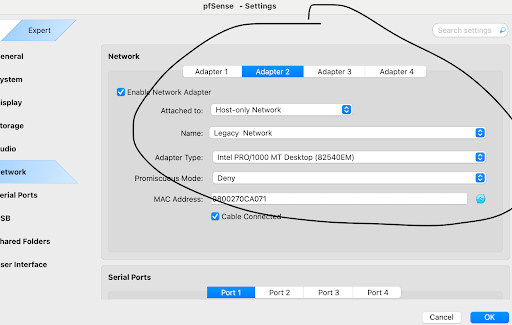 pfSense - Settings
Expert
Search settings
eneral
Network
ystem
Adapter 1
Adapter 2
Adapter 3
Adapter 4
Enable Network Adapter
isplay
Attached to: Host-only Network
torage
Name: Legacy Network
udio
Adapter Type: Intel PRO/1000 MT Desktop (82540EM)
etwork
Promiscuous Mode: Deny
erial Ports
MAC Address: 0800270CA071
SB
Cable Connected
hared Folders
ser Interface
Serial Ports
Port 1
Port 2
Port 3
Port 4
Cancel
OK